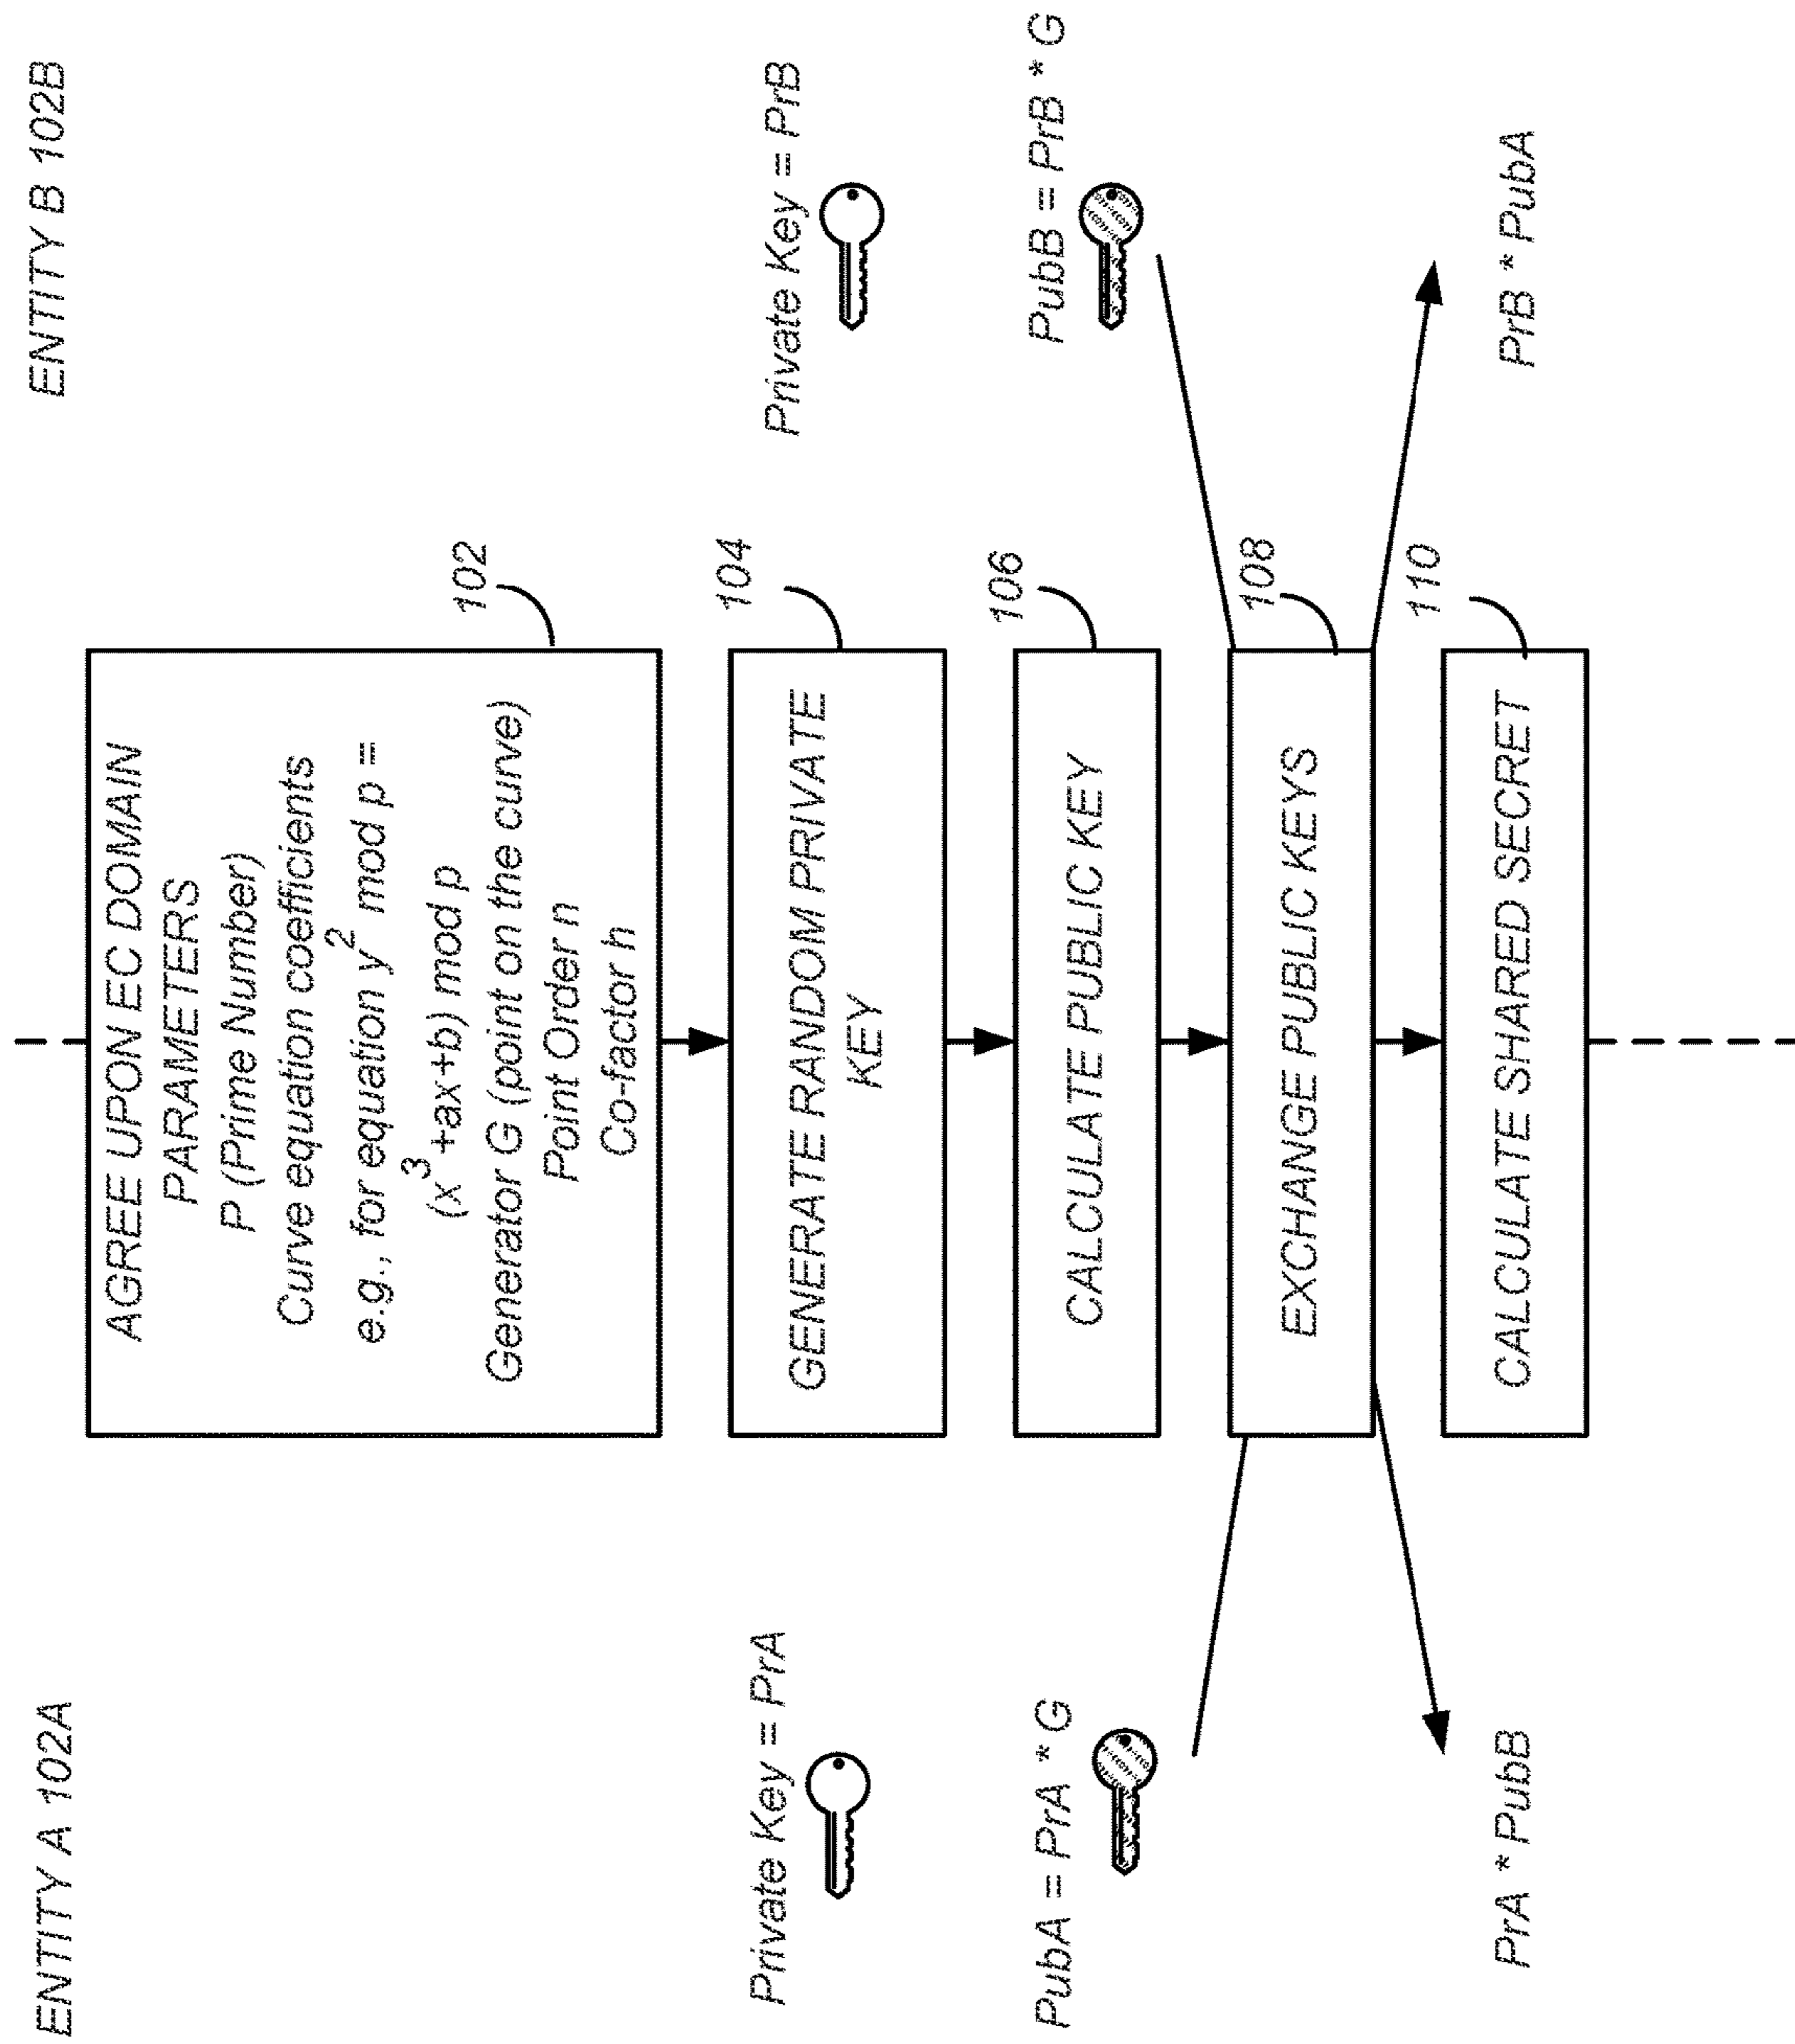 ENTITY A 102A
ENTITY B 102B
AGREE UPON EC DOMAIN
PARAMETERS
P (Prime Number)
Curve equation coefficients
e.g., for equation y² mod p =
(x³+ax+b) mod p
Generator G (point on the curve)
Point Order n
Co-factor h
102
Private Key = PrA
GENERATE RANDOM PRIVATE
KEY
104
Private Key = PrB
PubA = PrA * G
CALCULATE PUBLIC KEY
106
PubB = PrB * G
EXCHANGE PUBLIC KEYS
108
PrA * PubB
CALCULATE SHARED SECRET
110
PrB * PubA